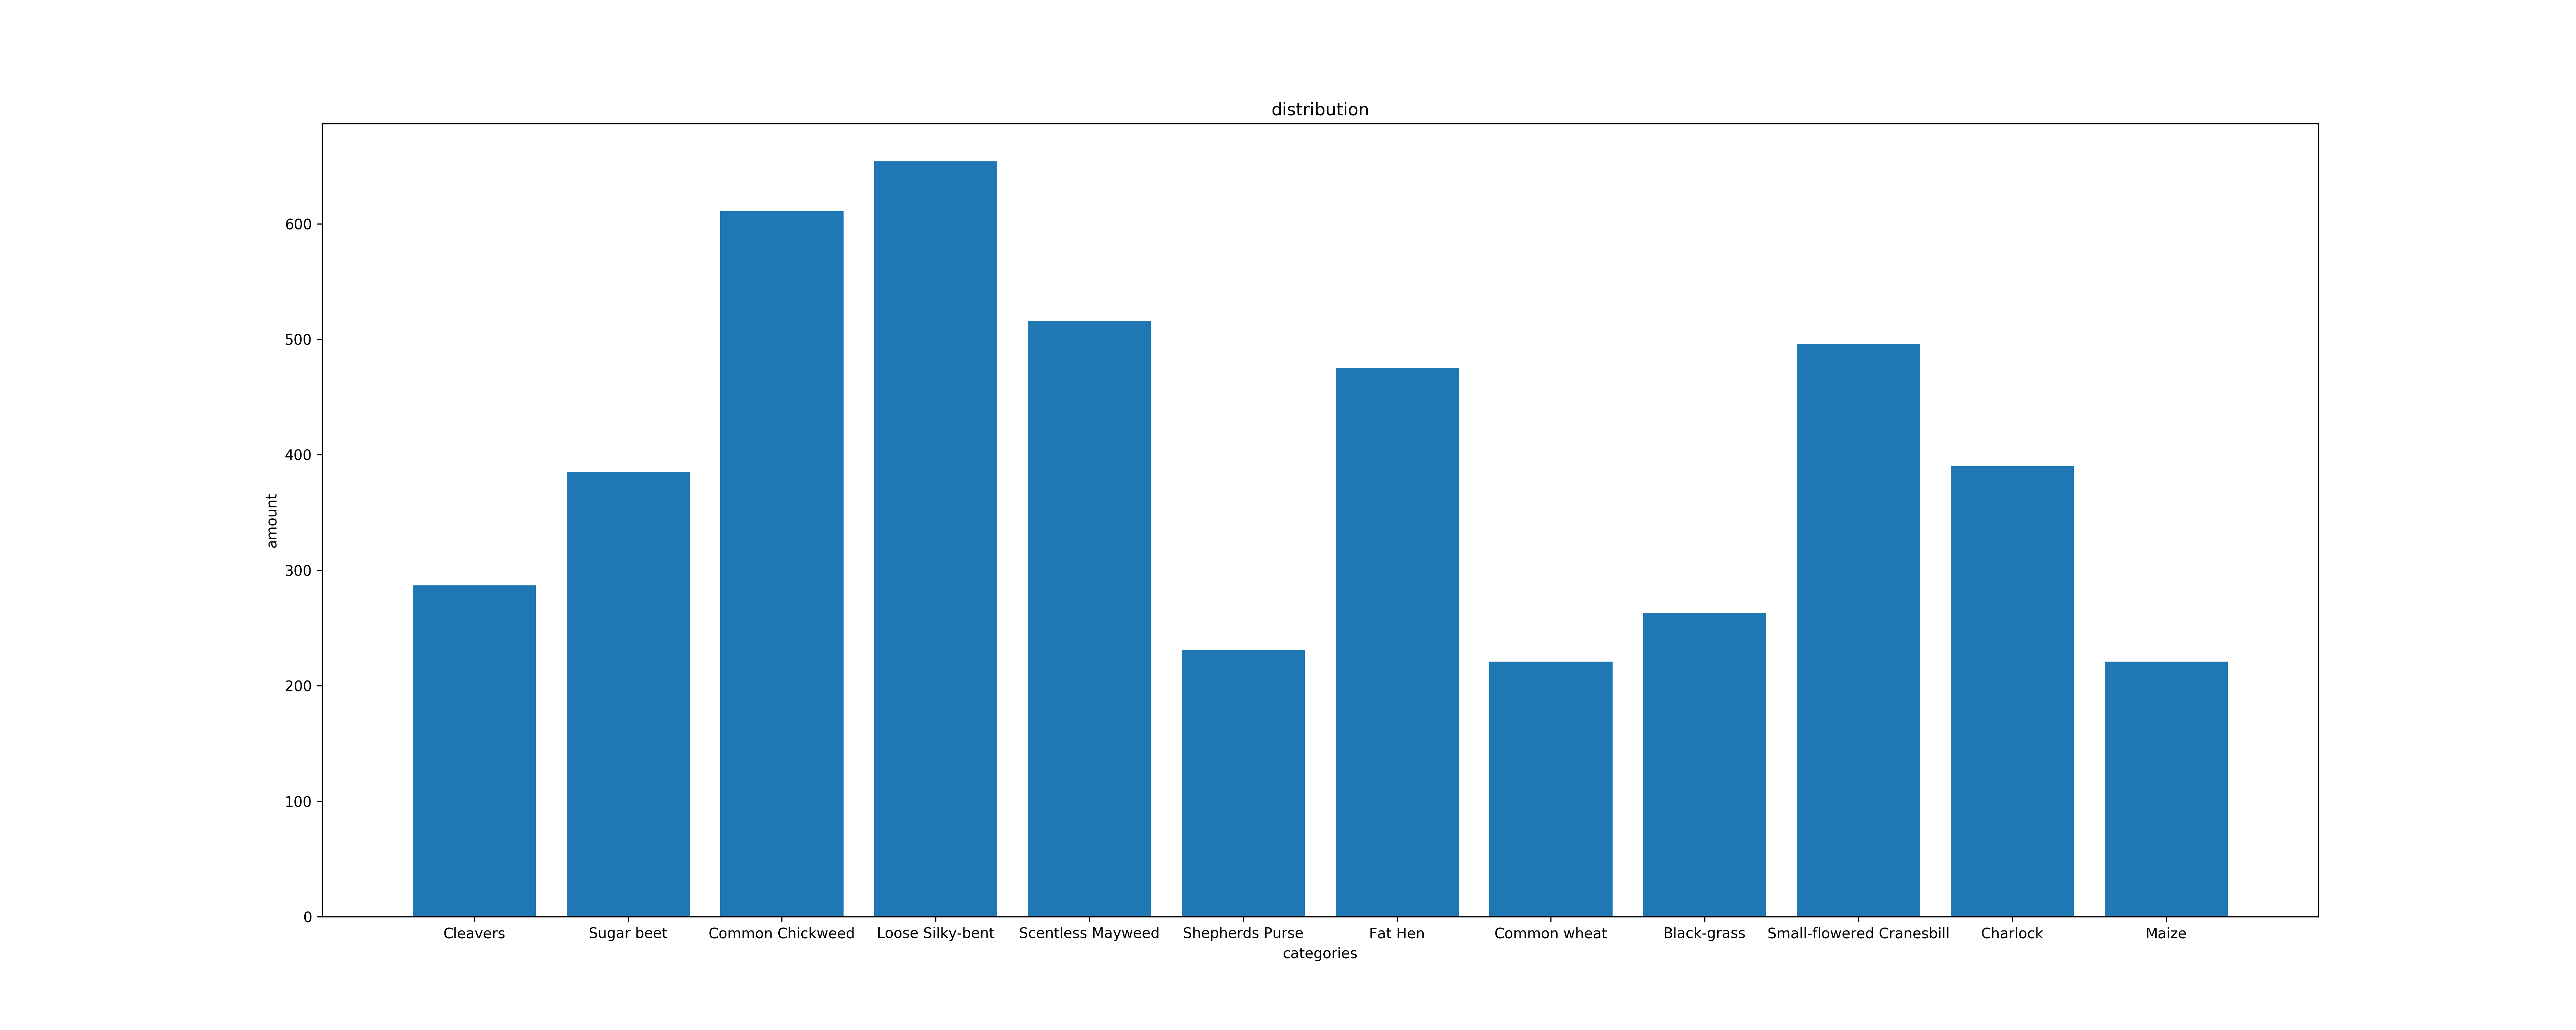 distribution
600
500
400
300
200
100
0
amount
Cleavers Sugar beet Common Chickweed Loose Silky-bent Scentless Mayweed Shepherds Purse Fat Hen Common wheat Black-grass Small-flowered Cranesbill Charlock Maize
categories